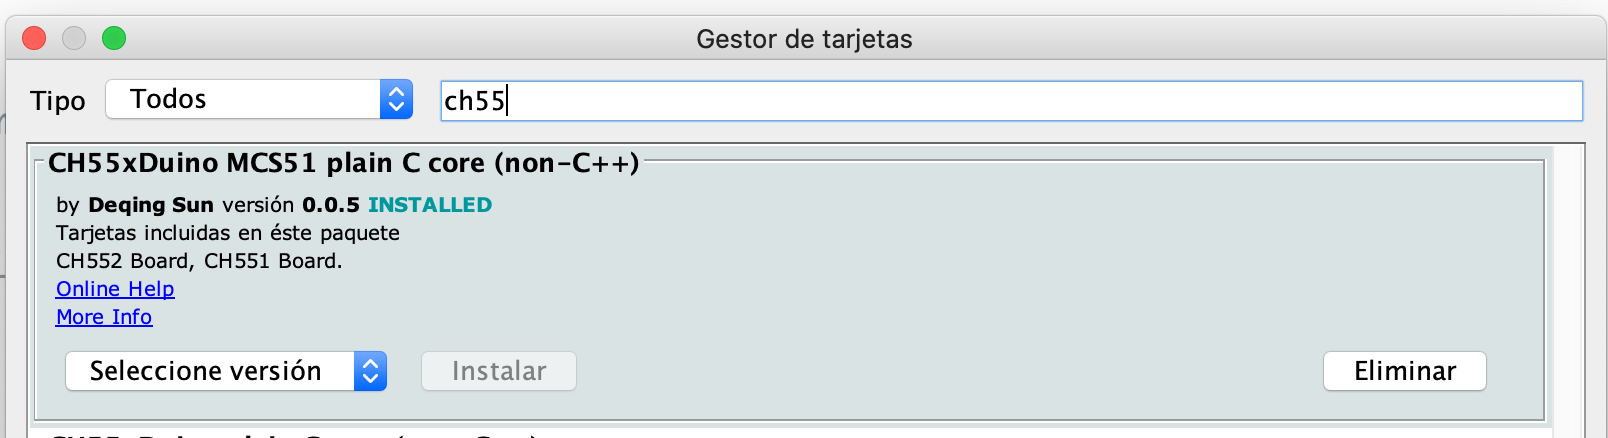 Gestor de tarjetas
Tipo Todos ch55
CH55xDuino MCS51 plain C core (non-C++)
by Deqing Sun versión 0.0.5 INSTALLED
Tarjetas incluidas en éste paquete
CH552 Board, CH551 Board.
Online Help
More Info
Seleccione versión Instalar Eliminar